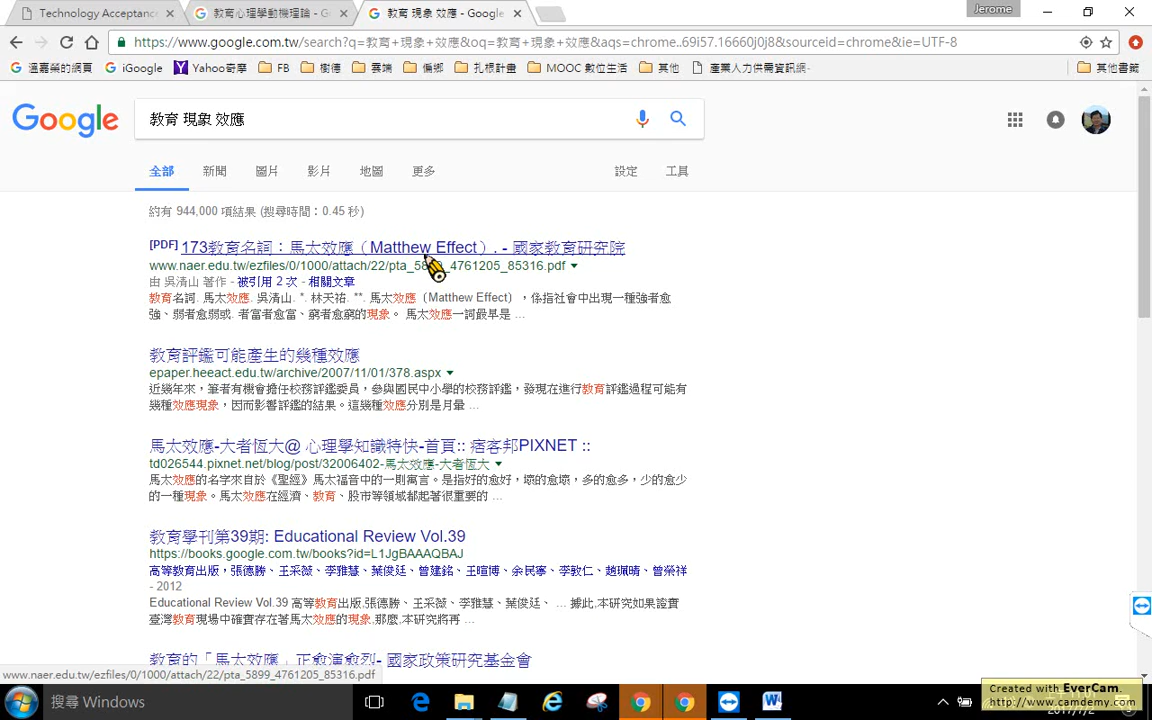 Technology Acceptance
教育心理學動機理論 - G
教育 現象 效應 - Google
Jerome
https://www.google.com.tw/search?q=教育+現象+效應&oq=教育+現象+效應&aqs=chrome..69i57.16660j0j8&sourceid=chrome&ie=UTF-8
溫嘉榮的網頁 iGoogle Yahoo奇摩 FB 樹德 雲端 偏鄉 扎根計畫 MOOC 數位生活 其他 產業人力供需資訊網- 其他書籤
Google
教育 現象 效應
全部 新聞 圖片 影片 地圖 更多 設定 工具
約有 944,000 項結果 (搜尋時間：0.45 秒)
[PDF] 173教育名詞：馬太效應（Matthew Effect）. - 國家教育研究院
www.naer.edu.tw/ezfiles/0/1000/attach/22/pta_58 _4761205_85316.pdf
由 吳清山 著作 - 被引用 2 次 - 相關文章
教育名詞. 馬太效應. 吳清山. *. 林天祐. **. 馬太效應（Matthew Effect），係指社會中出現一種強者愈
強、弱者愈弱或. 者富者愈富、窮者愈窮的現象。 馬太效應一詞最早是 ...
教育評鑑可能產生的幾種效應
epaper.heeact.edu.tw/archive/2007/11/01/378.aspx
近幾年來，筆者有機會擔任校務評鑑委員，參與國民中小學的校務評鑑，發現在進行教育評鑑過程可能有
幾種效應現象，因而影響評鑑的結果。這幾種效應分別是月暈 ...
馬太效應-大者恆大@ 心理學知識特快-首頁:: 痞客邦PIXNET ::
td026544.pixnet.net/blog/post/32006402-馬太效應-大者恆大
馬太效應的名字來自於《聖經》馬太福音中的一則寓言。是指好的愈好，壞的愈壞，多的愈多，少的愈少
的一種現象。馬太效應在經濟、教育、股市等領域都起著很重要的 ...
教育學刊第39期: Educational Review Vol.39
https://books.google.com.tw/books?id=L1JgBAAAQBAJ
高等教育出版，張德勝、王采薇、李雅慧、葉俊廷、曾建銘、王暄博、余民寧、李敦仁、趙珮晴、曾榮祥
- 2012
Educational Review Vol.39 高等教育出版,張德勝、王采薇、李雅慧、葉俊廷、 ... 據此,本研究如果證實
臺灣教育現場中確實存在著馬太效應的現象,那麼,本研究將再 ...
教育的「馬太效應」正愈演愈烈- 國家政策研究基金會
www.naer.edu.tw/ezfiles/0/1000/attach/22/pta_5899_4761205_85316.pdf
搜尋 Windows
Created with EverCam.
http://www.camdemy.com